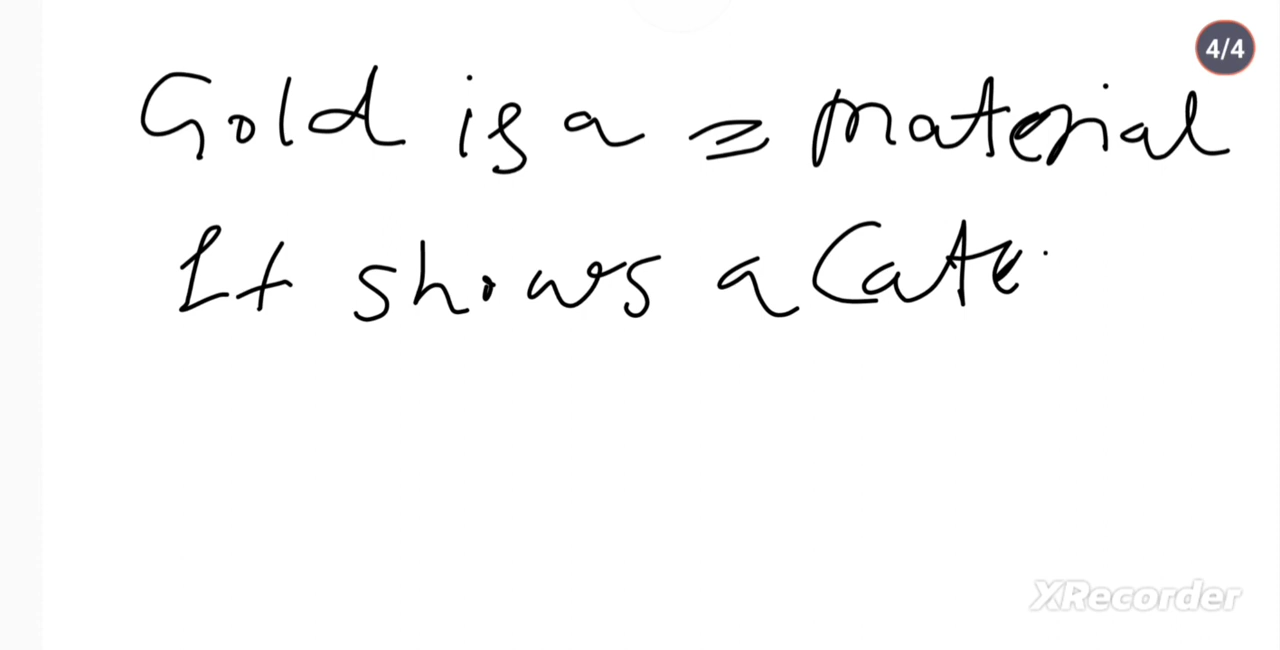 4/4
Gold is a = material
It shows a Cate.
XRecorder